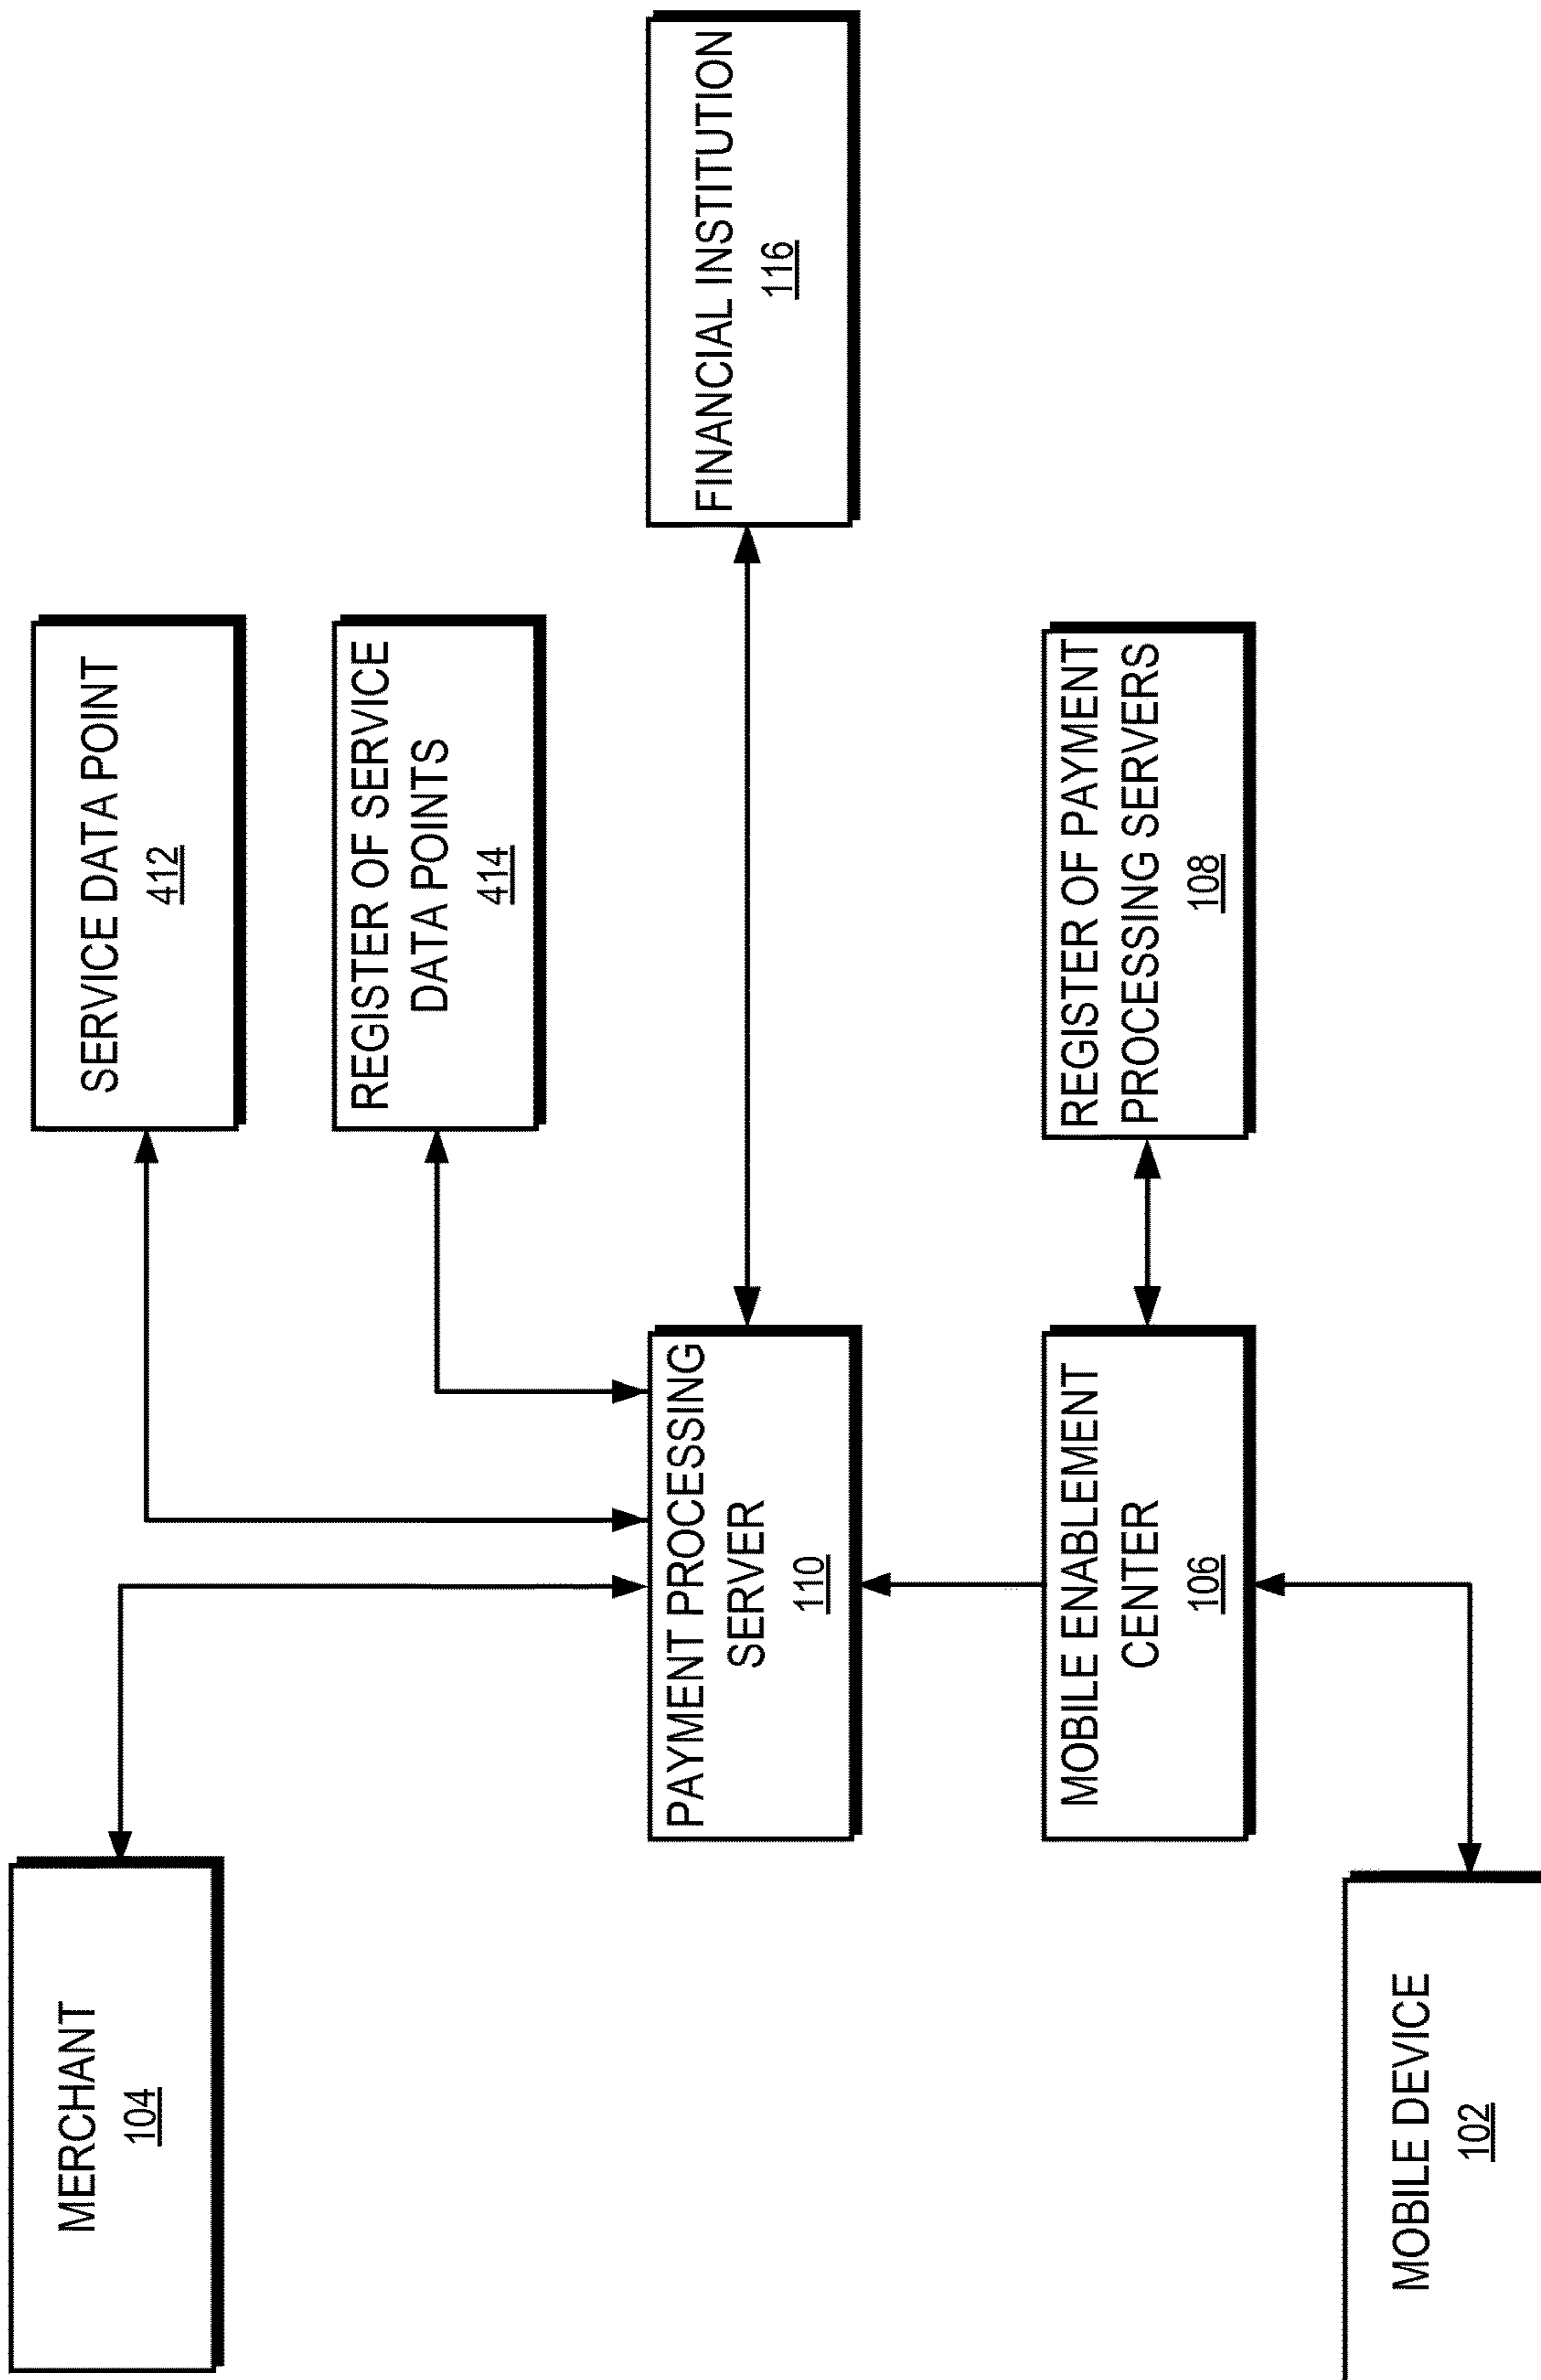 MERCHANT
104
SERVICE DATA POINT
412
REGISTER OF SERVICE
DATA POINTS
414
PAYMENT PROCESSING
SERVER
110
FINANCIAL INSTITUTION
116
MOBILE ENABLEMENT
CENTER
106
REGISTER OF PAYMENT
PROCESSING SERVERS
108
MOBILE DEVICE
102